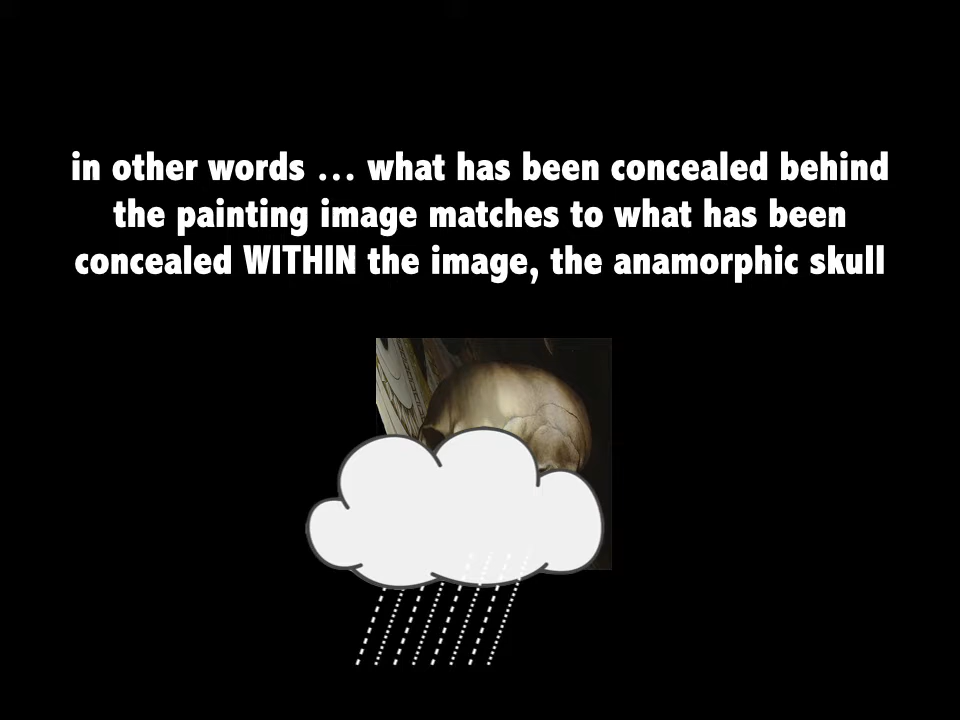 in other words … what has been concealed behind
the painting image matches to what has been
concealed WITHIN the image, the anamorphic skull